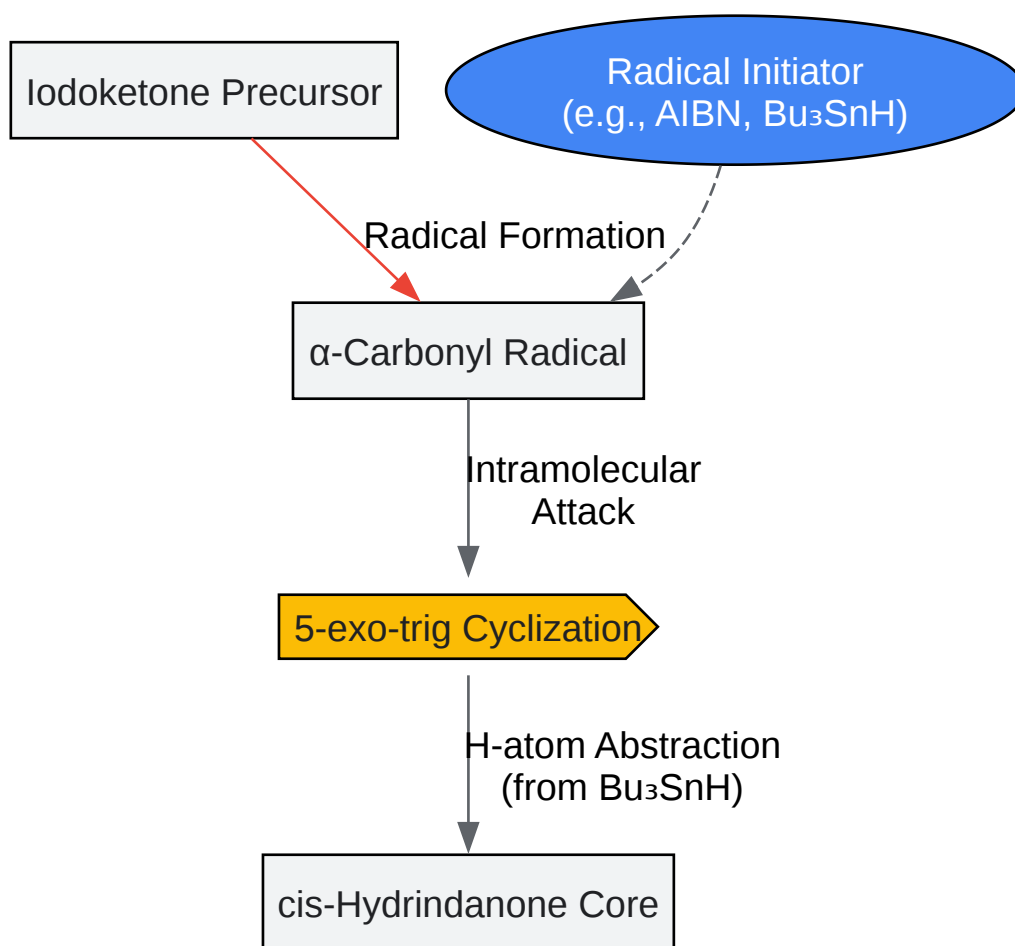 Iodoketone Precursor
Radical Initiator
(e.g., AIBN, Bu₃SnH)
Radical Formation
α-Carbonyl Radical
Intramolecular
Attack
5-exo-trig Cyclization
H-atom Abstraction
(from Bu₃SnH)
cis-Hydrindanone Core